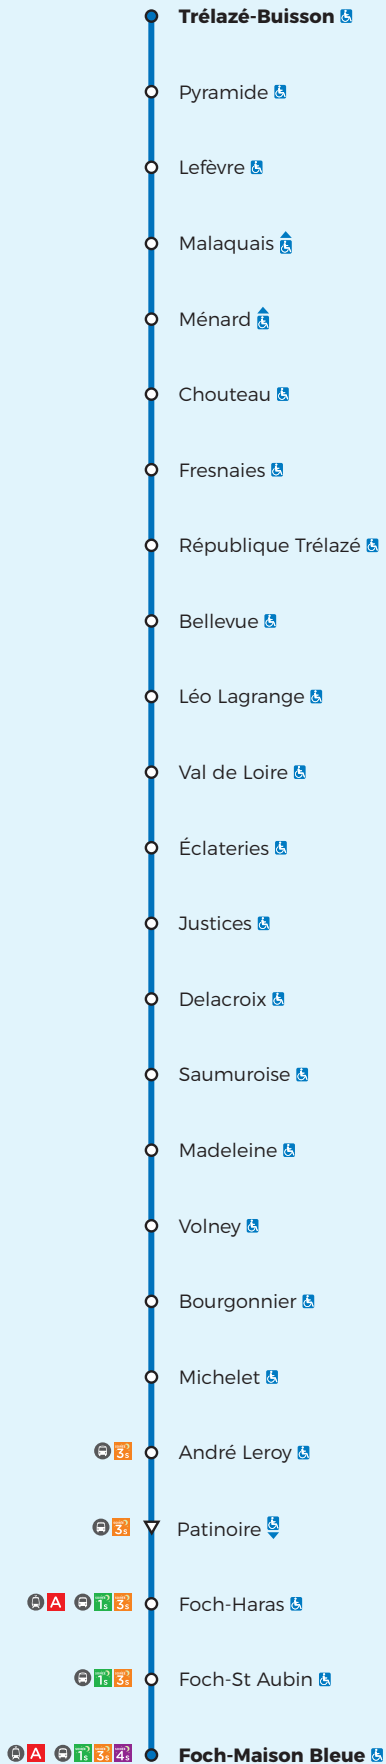 Trélazé-Buisson
Pyramide
Lefèvre
Malaquais
Ménard
Chouteau
Fresnaies
République Trélazé
Bellevue
Léo Lagrange
Val de Loire
Éclateries
Justices
Delacroix
Saumuroise
Madeleine
Volney
Bourgonnier
Michelet
3s André Leroy
3s Patinoire
A 1s 3s Foch-Haras
1s 3s Foch-St Aubin
A 1s 3s 4s Foch-Maison Bleue